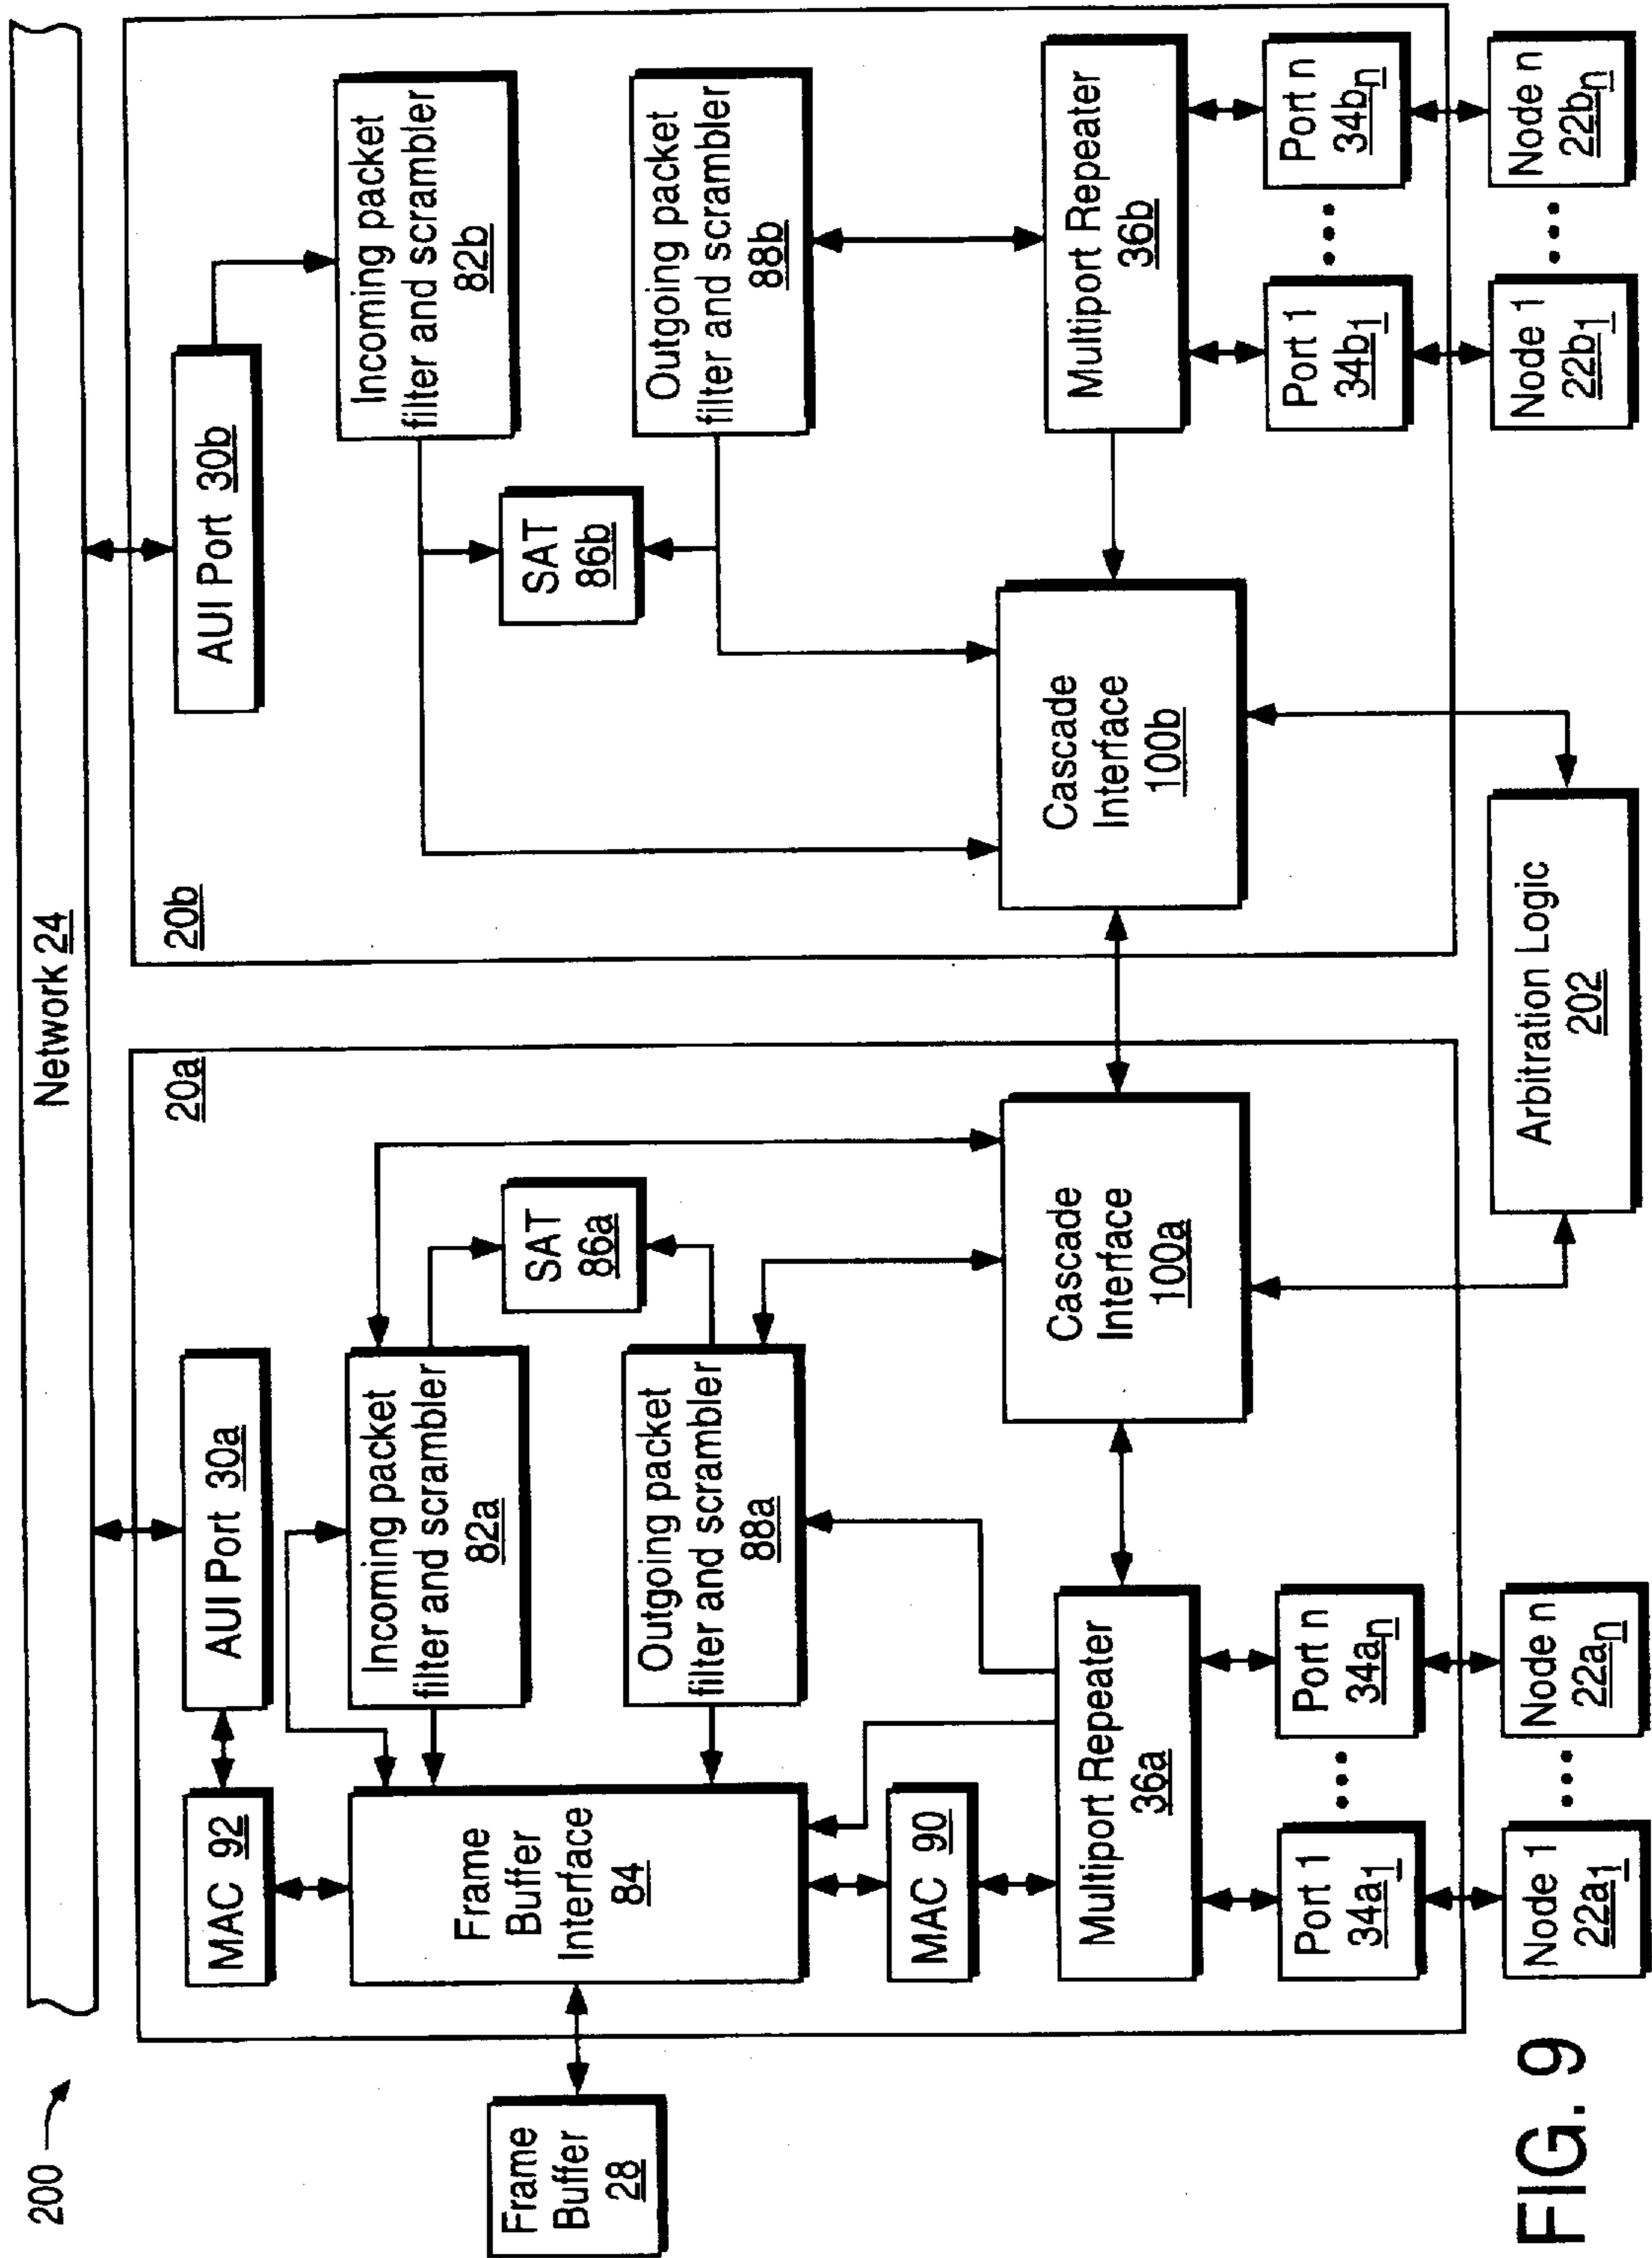 200
Network 24
20a
20b
AUI Port 30a
AUI Port 30b
MAC 92
Frame
Buffer
28
Frame
Buffer
Interface
84
Incoming packet
filter and scrambler
82a
SAT
86a
Outgoing packet
filter and scrambler
88a
MAC 90
Multiport Repeater
36a
Cascade
Interface
100a
Port 1
34a1
• • •
Port n
34an
Node 1
22a1
• • •
Node n
22an
Incoming packet
filter and scrambler
82b
SAT
86b
Outgoing packet
filter and scrambler
88b
Cascade
Interface
100b
Multiport Repeater
36b
Port 1
34b1
• • •
Port n
34bn
Node 1
22b1
• • •
Node n
22bn
Arbitration Logic
202
FIG. 9